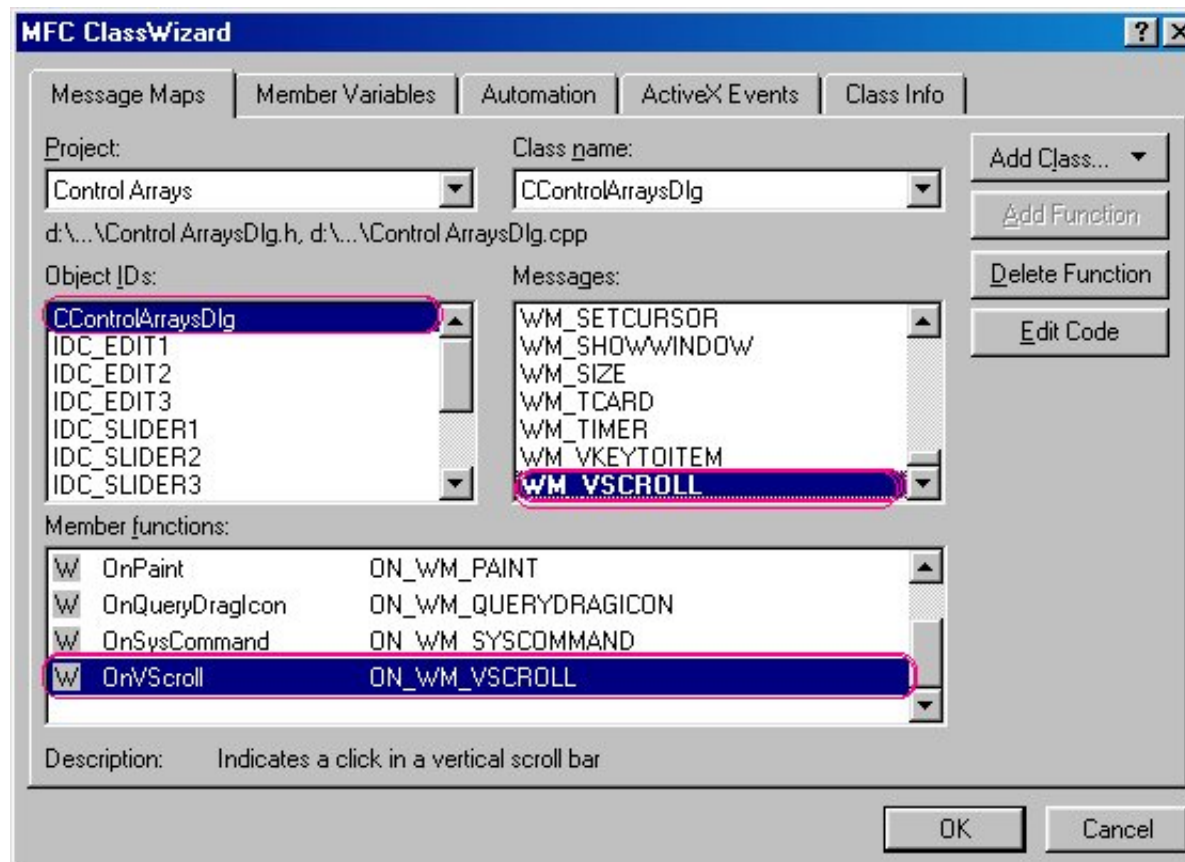 MFC ClassWizard
Message Maps Member Variables Automation ActiveX Events Class Info
Project: Class name:
Control Arrays CControlArraysDlg
Add Class...
Add Function
d:\...\Control ArraysDlg.h, d:\...\Control ArraysDlg.cpp
Object IDs: Messages:
Delete Function
Edit Code
CControlArraysDlg
IDC_EDIT1
IDC_EDIT2
IDC_EDIT3
IDC_SLIDER1
IDC_SLIDER2
IDC_SLIDER3
WM_SETCURSOR
WM_SHOWWINDOW
WM_SIZE
WM_TCARD
WM_TIMER
WM_VKEYTOITEM
WM_VSCROLL
Member functions:
W OnPaint ON_WM_PAINT
W OnQueryDragIcon ON_WM_QUERYDRAGICON
W OnSysCommand ON_WM_SYSCOMMAND
W OnVScroll ON_WM_VSCROLL
Description: Indicates a click in a vertical scroll bar
OK Cancel